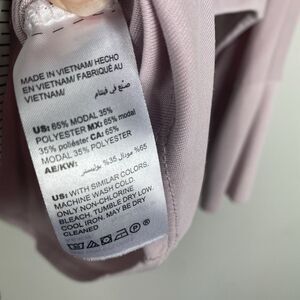 MADE IN VIETNAM/HECHO
EN VIETNAM/FABRIQUÉ AU
VIETNAM/
صنع في فيتنام
US: 65% MODAL 35%
POLYESTER MX: 65% modal
35% poliéster CA: 65%
MODAL 35% POLYESTER
AE/KW:
65% مودال 35% بوليستر
US: WITH SIMILAR COLORS.
MACHINE WASH COLD.
ONLY NON-CHLORINE
BLEACH. TUMBLE DRY LOW.
COOL IRON. MAY BE DRY
CLEANED